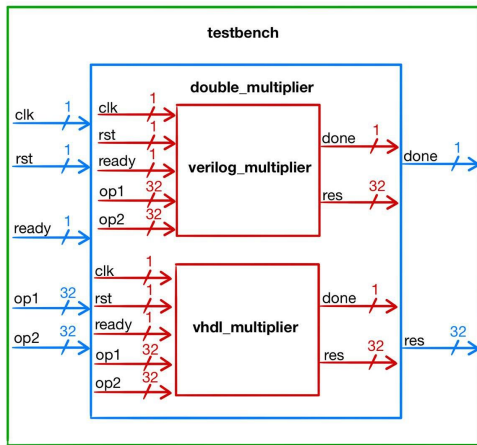 testbench
double_multiplier
clk
1
rst
1
ready
1
op1
32
op2
32
clk
1
rst
1
ready
1
op1
32
op2
32
verilog_multiplier
done
1
res
32
clk
1
rst
1
ready
1
op1
32
op2
32
vhdl_multiplier
done
1
res
32
done
1
res
32